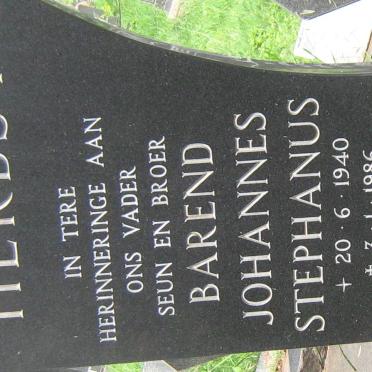 IN TERE
HERINNERINGE AAN
ONS VADER
SEUN EN BROER
BAREND
JOHANNES
STEPHANUS
+ 20·6·1940